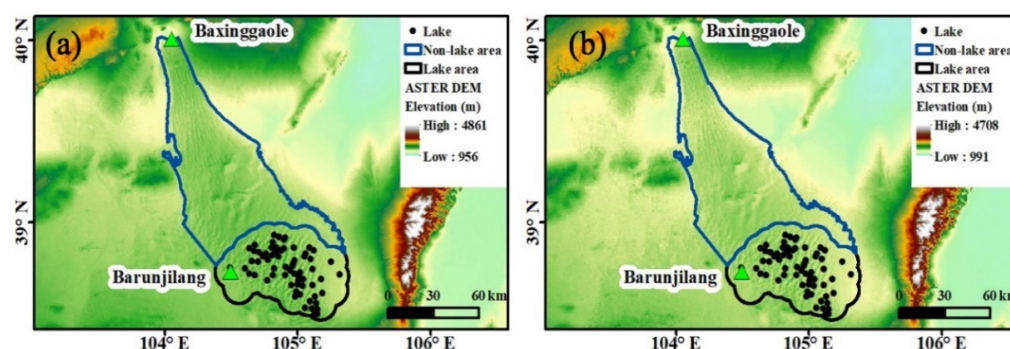 (a)
Baxinggaole
Lake
Non-lake area
Lake area
ASTER DEM
Elevation (m)
High : 4861
Low : 956
40° N
39° N
Barunjilang
0 30 60 km
104° E 105° E 106° E
(b)
Baxinggaole
Lake
Non-lake area
Lake area
ASTER DEM
Elevation (m)
High : 4708
Low : 991
40° N
39° N
Barunjilang
0 30 60 km
104° E 105° E 106° E